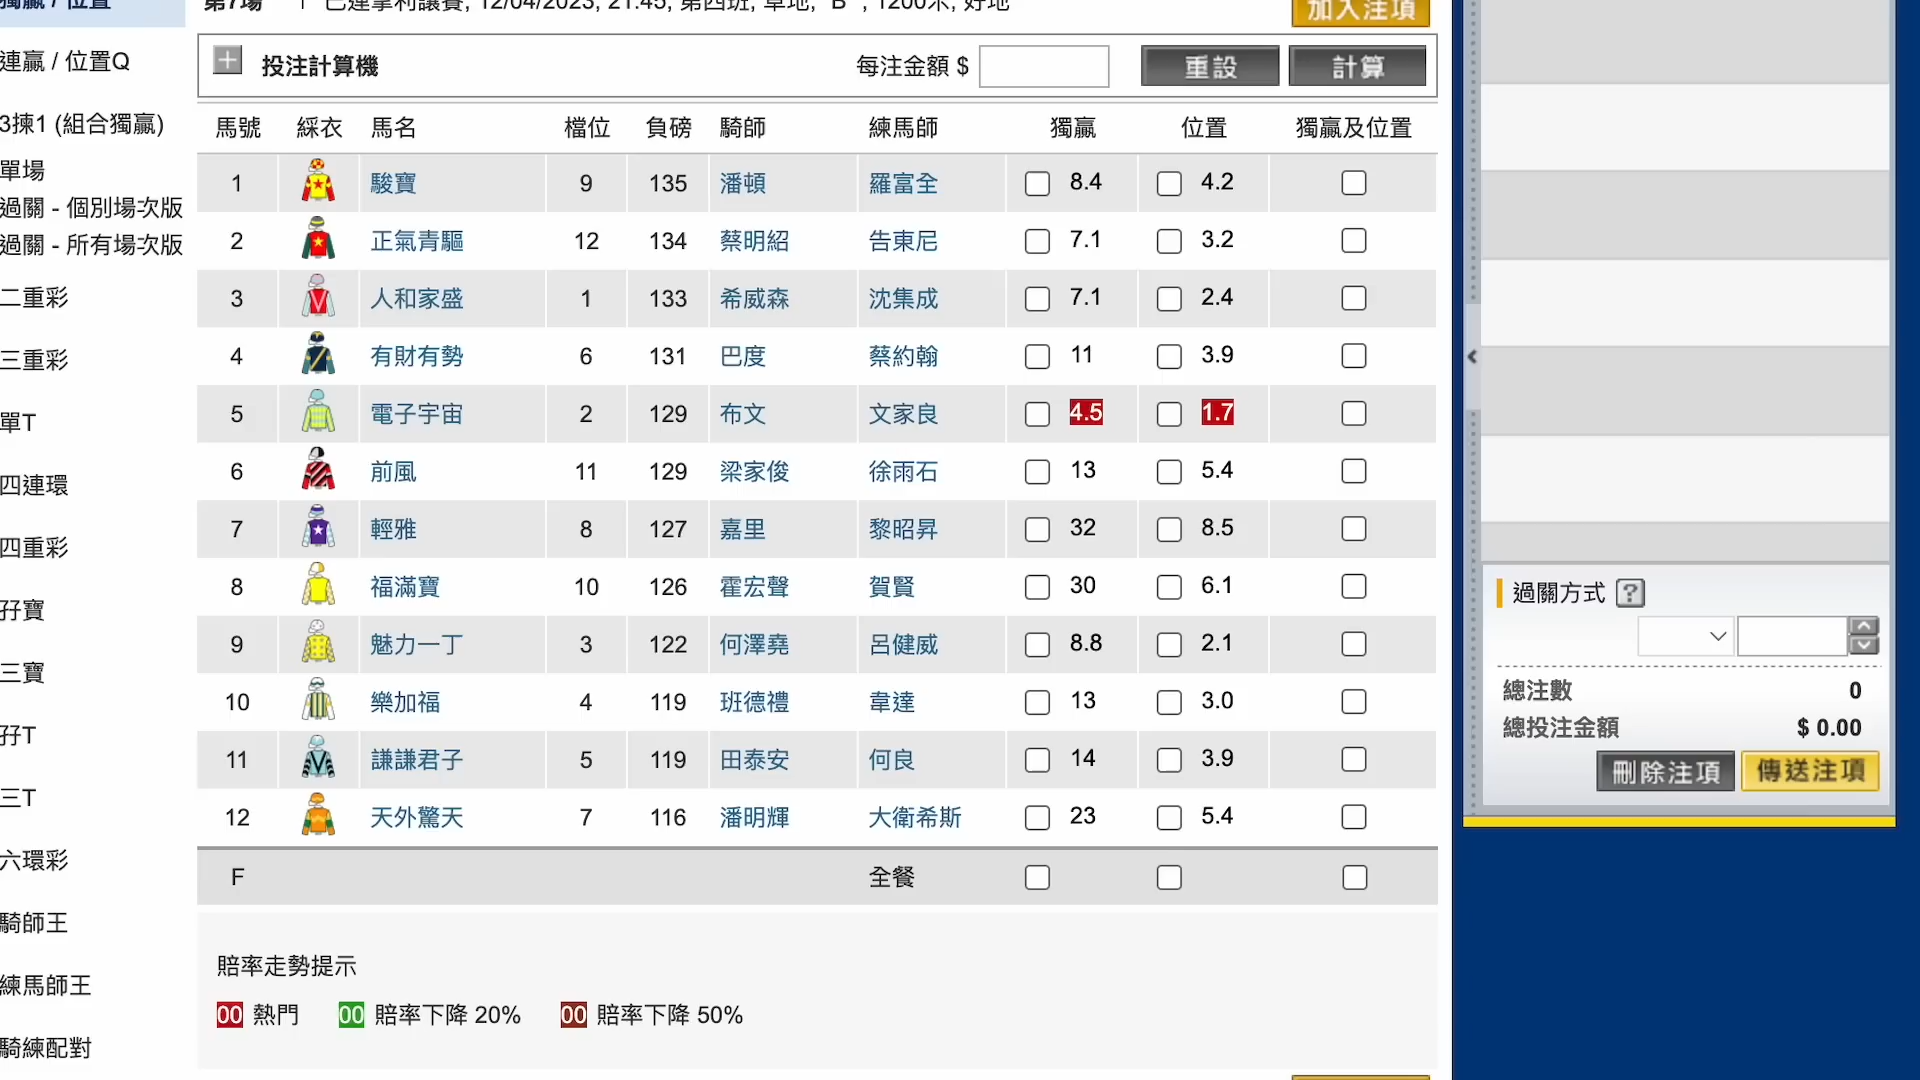 獨贏 / 位置
第7場 巴連拿利讓賽, 12/04/2023, 21:45, 第四班, 草地, "B", 1200米, 好地
加入注項
連贏 / 位置Q
3揀1 (組合獨贏)
單場
過關 - 個別場次版
過關 - 所有場次版
二重彩
三重彩
單T
四連環
四重彩
孖寶
三寶
孖T
三T
六環彩
騎師王
練馬師王
騎練配對
投注計算機 每注金額 $ 重設 計算
馬號 綵衣 馬名 檔位 負磅 騎師 練馬師 獨贏 位置 獨贏及位置
1 駿寶 9 135 潘頓 羅富全 8.4 4.2
2 正氣青驅 12 134 蔡明紹 告東尼 7.1 3.2
3 人和家盛 1 133 希威森 沈集成 7.1 2.4
4 有財有勢 6 131 巴度 蔡約翰 11 3.9
5 電子宇宙 2 129 布文 文家良 4.5 1.7
6 前風 11 129 梁家俊 徐雨石 13 5.4
7 輕雅 8 127 嘉里 黎昭昇 32 8.5
8 福滿寶 10 126 霍宏聲 賀賢 30 6.1
9 魅力一丁 3 122 何澤堯 呂健威 8.8 2.1
10 樂加福 4 119 班德禮 韋達 13 3.0
11 謙謙君子 5 119 田泰安 何良 14 3.9
12 天外驚天 7 116 潘明輝 大衛希斯 23 5.4
F 全餐
賠率走勢提示
00 熱門 00 賠率下降 20% 00 賠率下降 50%
過關方式 ?
總注數 0
總投注金額 $ 0.00
刪除注項 傳送注項